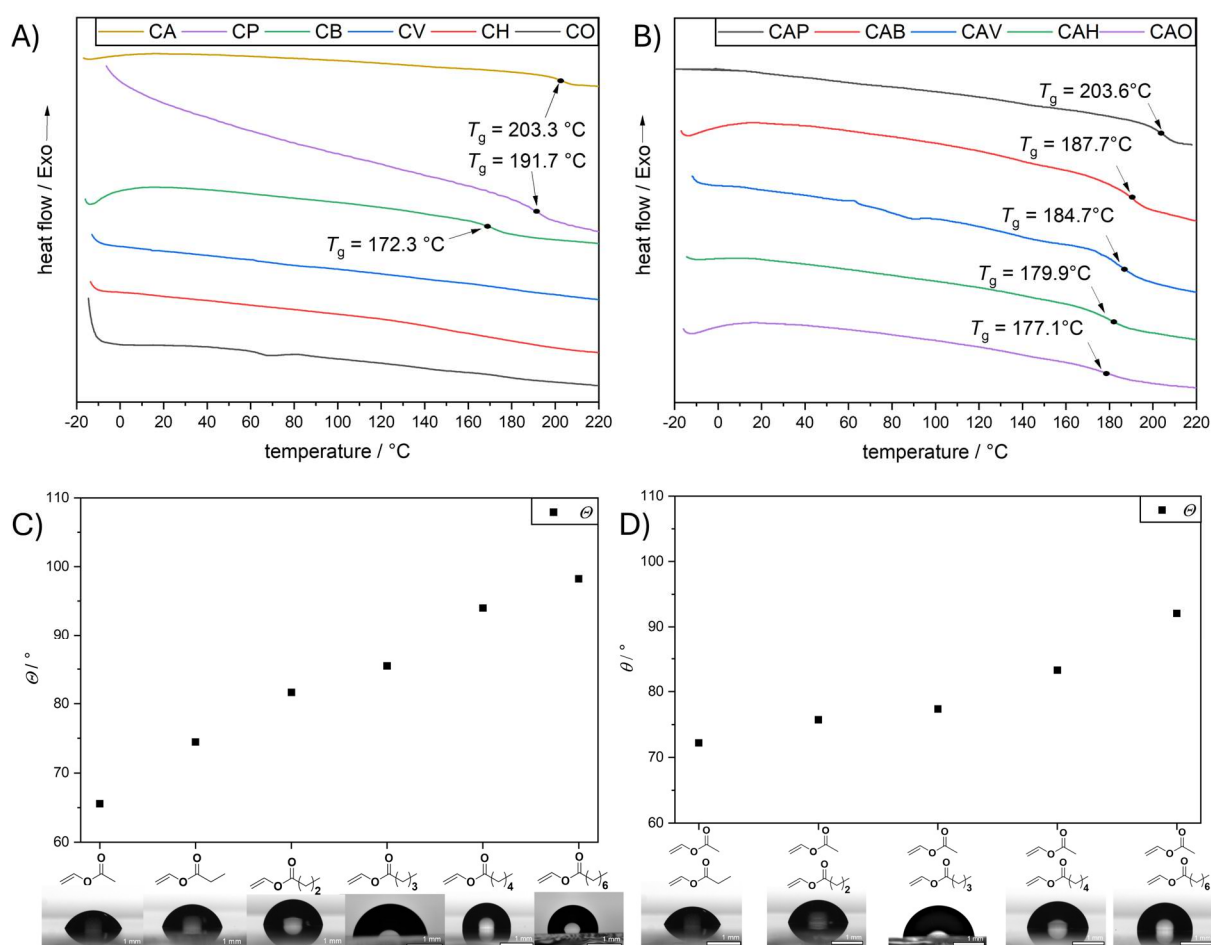 A)
CA CP CB CV CH CO
Tg = 203.3 °C
Tg = 191.7 °C
Tg = 172.3 °C
heat flow / Exo
-20 0 20 40 60 80 100 120 140 160 180 200 220
temperature / °C
B)
CAP CAB CAV CAH CAO
Tg = 203.6°C
Tg = 187.7°C
Tg = 184.7°C
Tg = 179.9°C
Tg = 177.1°C
heat flow / Exo
-20 0 20 40 60 80 100 120 140 160 180 200 220
temperature / °C
C)
Θ
110
100
90
80
70
60
Θ / °
O O O O O O
O O O 2 O 3 O 4 O 6
1 mm 1 mm 1 mm 1 mm 1 mm 1 mm
D)
Θ
110
100
90
80
70
60
θ / °
O O O O O
O O O O O
O O O O O
O O 2 O 3 O 4 O 6
1 mm 1 mm 1 mm 1 mm 1 mm